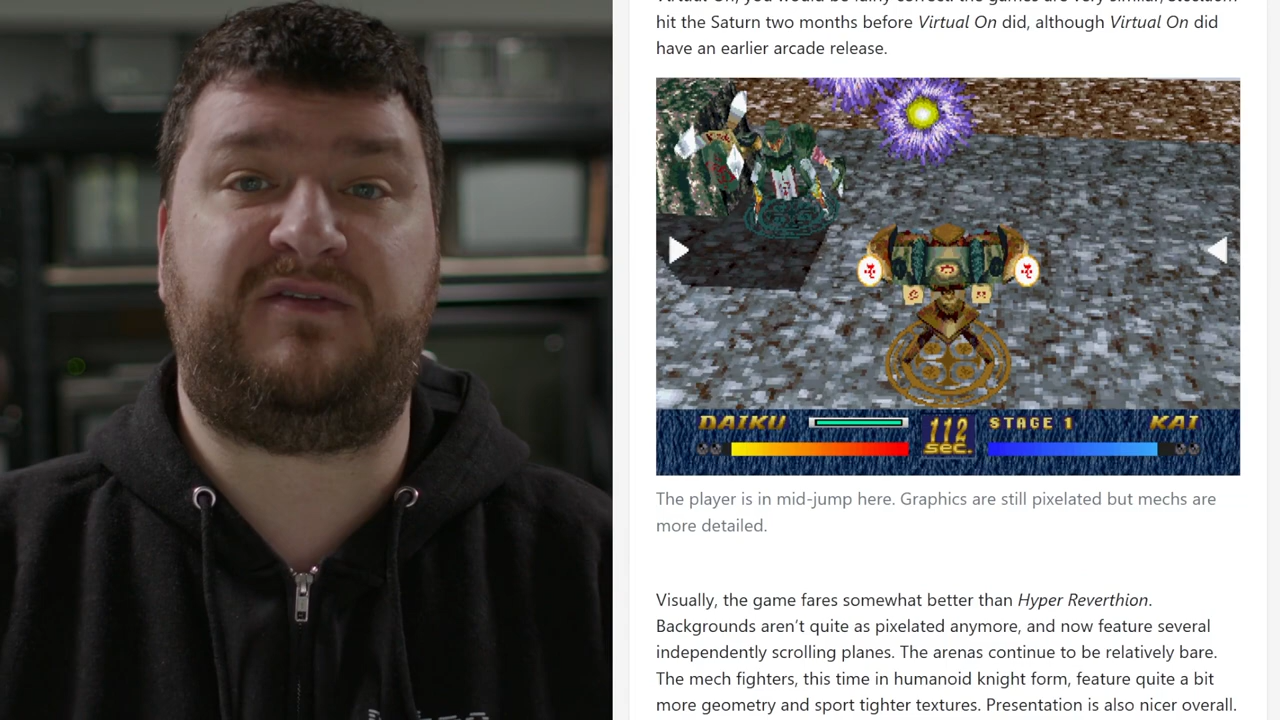 hit the Saturn two months before Virtual On did, although Virtual On did
have an earlier arcade release.
DAIKU
112
SEC.
STAGE 1
KAI
The player is in mid-jump here. Graphics are still pixelated but mechs are
more detailed.
Visually, the game fares somewhat better than Hyper Reverthion.
Backgrounds aren't quite as pixelated anymore, and now feature several
independently scrolling planes. The arenas continue to be relatively bare.
The mech fighters, this time in humanoid knight form, feature quite a bit
more geometry and sport tighter textures. Presentation is also nicer overall.